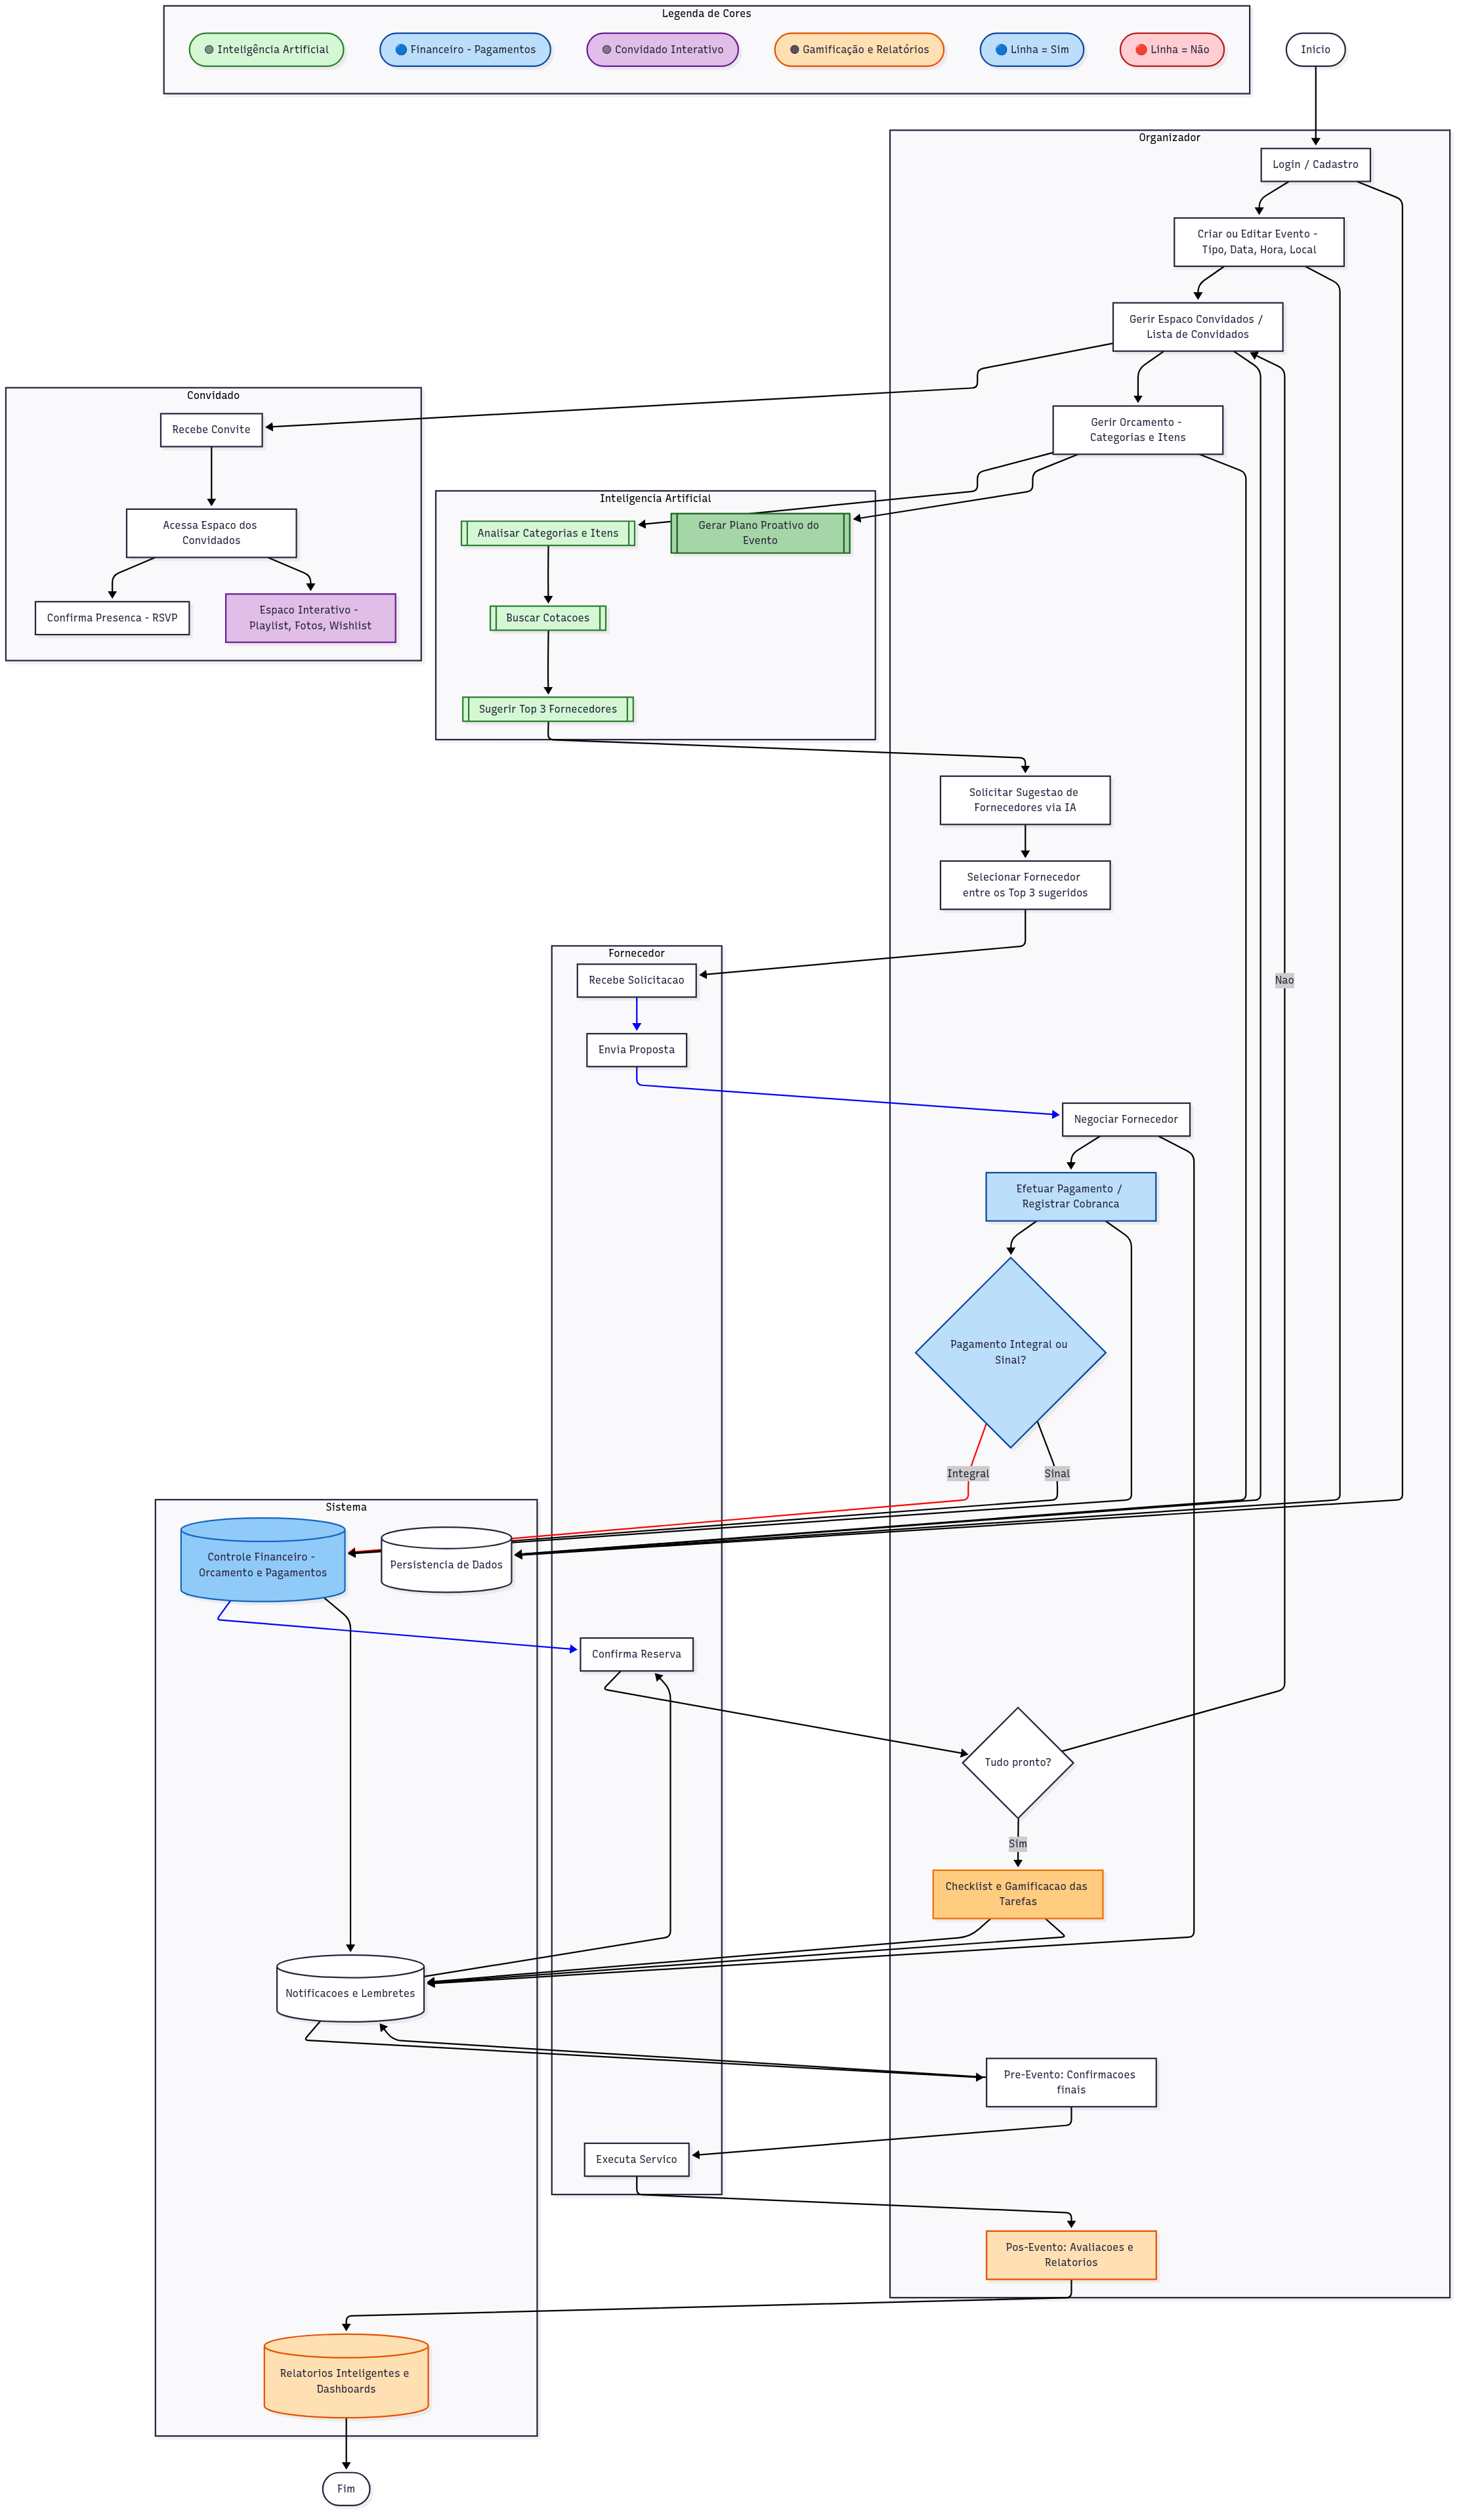 Legenda de Cores
Inteligência Artificial
Financeiro - Pagamentos
Convidado Interativo
Gamificação e Relatórios
Linha = Sim
Linha = Não
Inicio
Organizador
Login / Cadastro
Criar ou Editar Evento -
Tipo, Data, Hora, Local
Gerir Espaco Convidados /
Lista de Convidados
Convidado
Recebe Convite
Gerir Orcamento -
Categorias e Itens
Inteligencia Artificial
Acessa Espaco dos
Convidados
Analisar Categorias e Itens
Gerar Plano Proativo do
Evento
Confirma Presenca - RSVP
Espaco Interativo -
Playlist, Fotos, Wishlist
Buscar Cotacoes
Sugerir Top 3 Fornecedores
Solicitar Sugestao de
Fornecedores via IA
Selecionar Fornecedor
entre os Top 3 sugeridos
Fornecedor
Recebe Solicitacao
Nao
Envia Proposta
Negociar Fornecedor
Efetuar Pagamento /
Registrar Cobranca
Pagamento Integral ou
Sinal?
Integral
Sinal
Sistema
Controle Financeiro -
Orcamento e Pagamentos
Persistencia de Dados
Confirma Reserva
Tudo pronto?
Sim
Checklist e Gamificacao das
Tarefas
Notificacoes e Lembretes
Pre-Evento: Confirmacoes
finais
Executa Servico
Pos-Evento: Avaliacoes e
Relatorios
Relatorios Inteligentes e
Dashboards
Fim